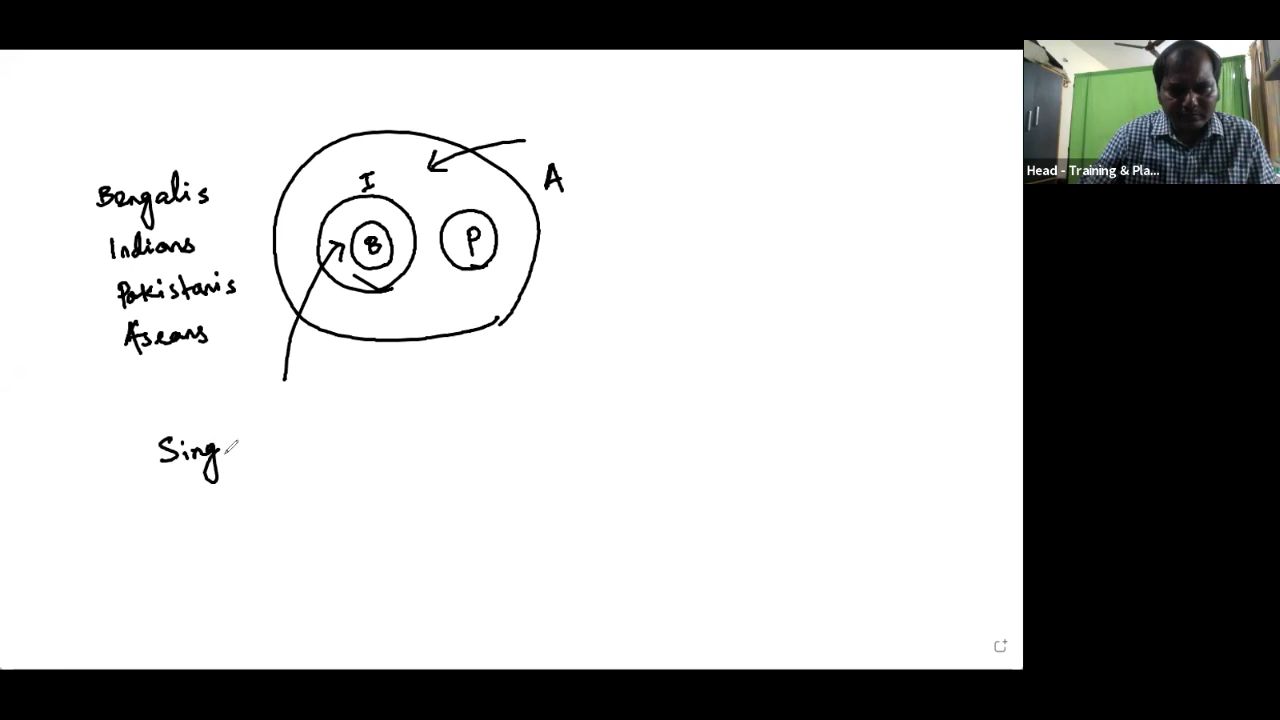 Bengalis
Indians
Pakistanis
Aseans
I
B
P
A
Sing
Head - Training & Pla...